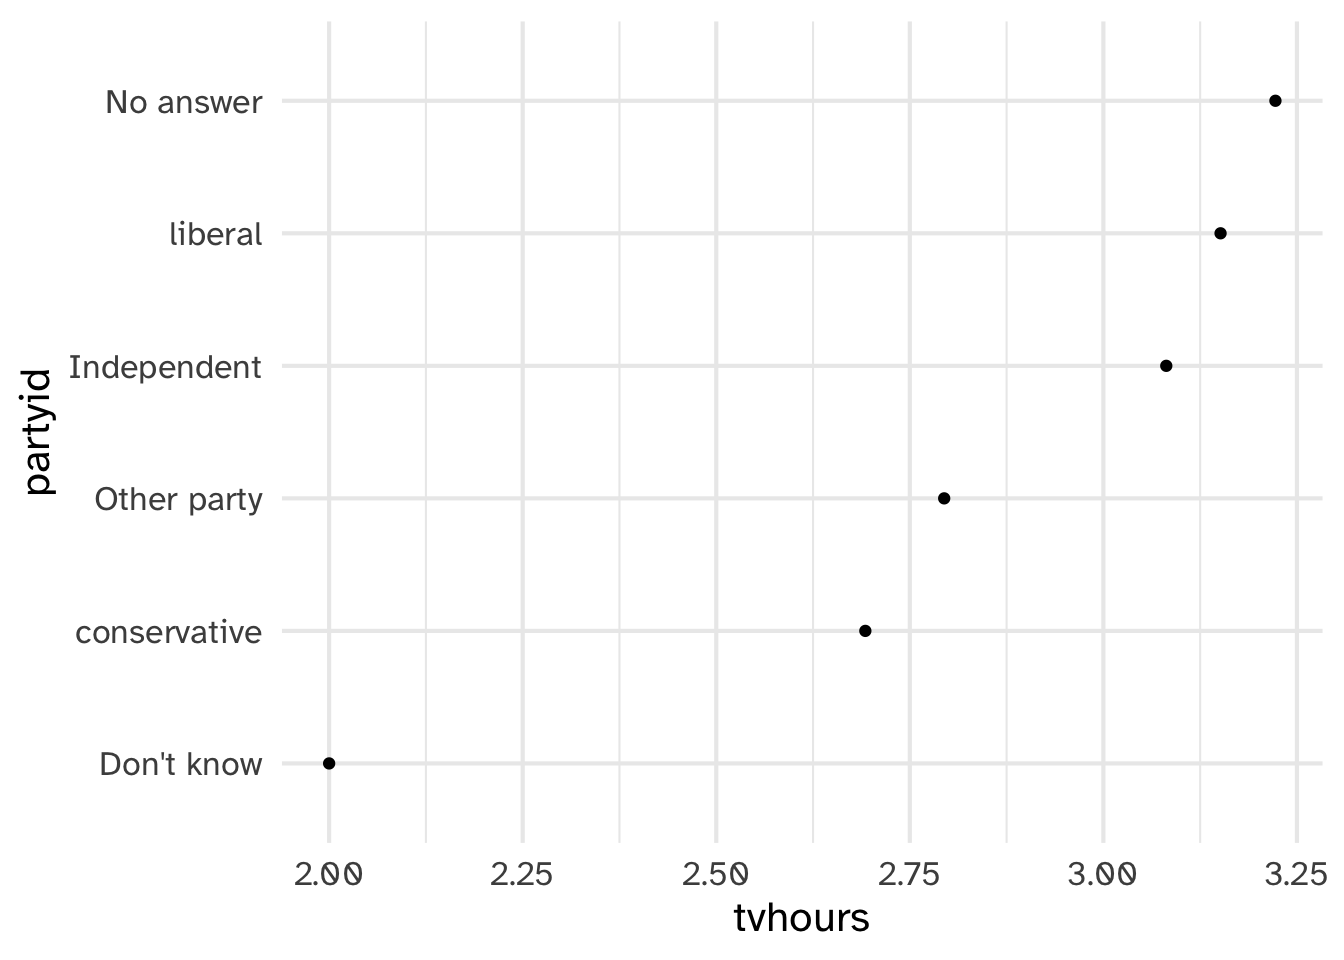 No answer
liberal
Independent
Other party
conservative
Don't know
partyid
2.00 2.25 2.50 2.75 3.00 3.25
tvhours